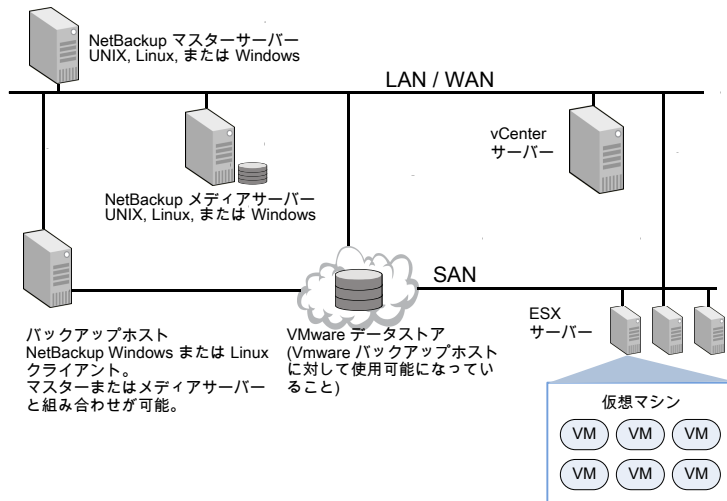 NetBackup マスターサーバー
UNIX, Linux, または Windows
LAN / WAN
vCenter
サーバー
NetBackup メディアサーバー
UNIX, Linux, または Windows
SAN
バックアップホスト
NetBackup Windows または Linux
クライアント。
マスターまたはメディアサーバー
と組み合わせが可能。
VMware データストア
(Vmware バックアップホスト
に対して使用可能になってい
ること)
ESX
サーバー
仮想マシン
VM VM VM
VM VM VM